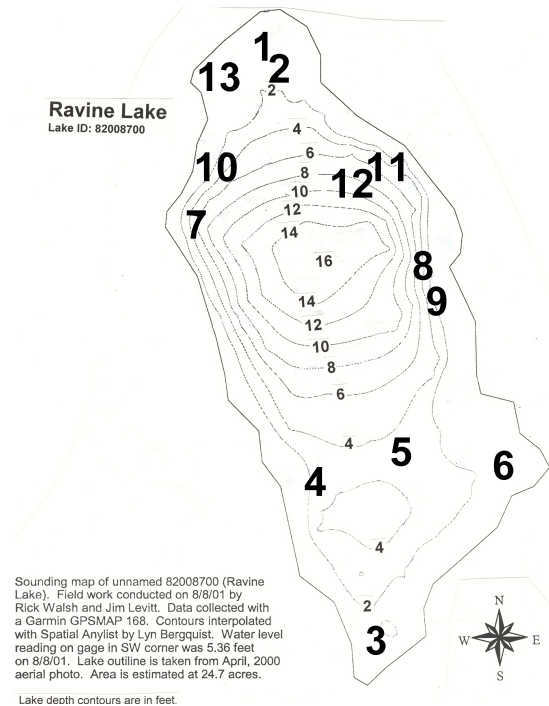 1
2
13
2
Ravine Lake
Lake ID: 82008700
4
6
10
11
8
12
10
12
7
14
16
8
14
9
12
10
8
6
4
5
6
4
4
2
3
Sounding map of unnamed 82008700 (Ravine
Lake). Field work conducted on 8/8/01 by
Rick Walsh and Jim Levitt. Data collected with
a Garmin GPSMAP 168. Contours interpolated
with Spatial Anylist by Lyn Bergquist. Water level
reading on gage in SW corner was 5.36 feet
on 8/8/01. Lake outiline is taken from April, 2000
aerial photo. Area is estimated at 24.7 acres.
N
W E
S
Lake depth contours are in feet.